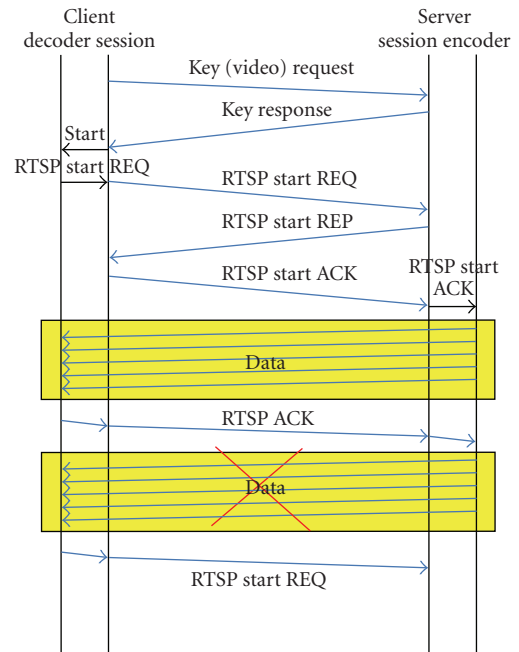 Client
decoder session
Server
session encoder
Key (video) request
Key response
Start
RTSP start REQ
RTSP start REQ
RTSP start REP
RTSP start ACK
RTSP start
ACK
Data
RTSP ACK
Data
RTSP start REQ